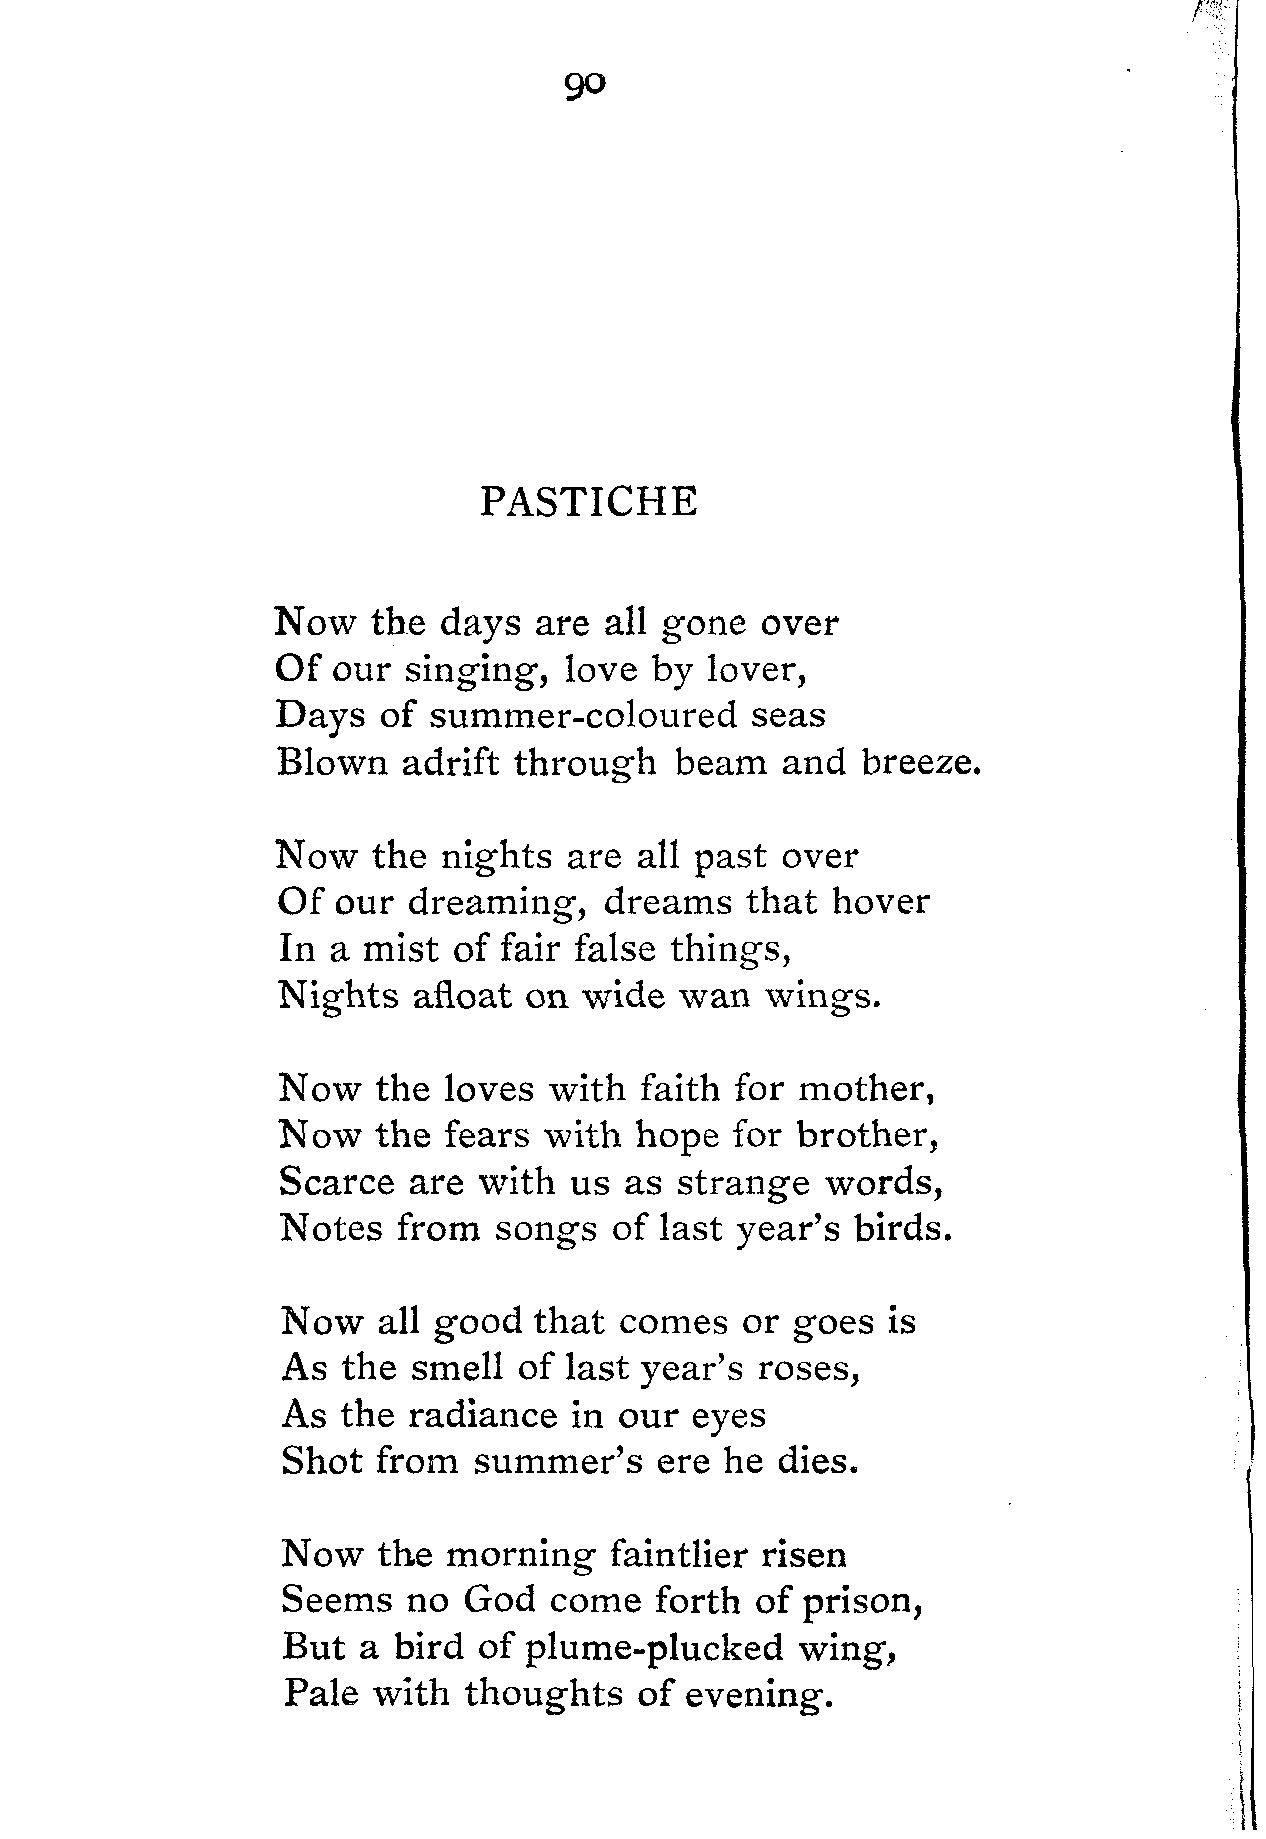 90
PASTICHE
Now the days are all gone over
Of our singing, love by lover,
Days of summer-coloured seas
Blown adrift through beam and breeze.
Now the nights are all past over
Of our dreaming, dreams that hover
In a mist of fair false things,
Nights afloat on wide wan wings.
Now the loves with faith for mother,
Now the fears with hope for brother,
Scarce are with us as strange words,
Notes from songs of last year's birds.
Now all good that comes or goes is
As the smell of last year's roses,
As the radiance in our eyes
Shot from summer's ere he dies.
Now the morning faintlier risen
Seems no God come forth of prison,
But a bird of plume-plucked wing,
Pale with thoughts of evening.